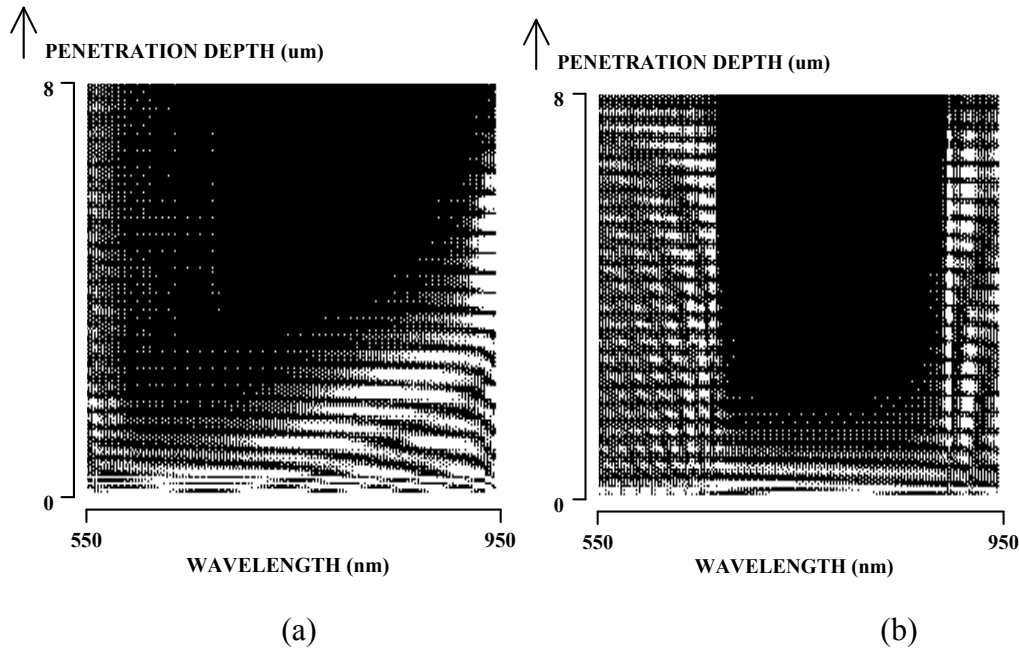 PENETRATION DEPTH (um)
8
0
550
950
WAVELENGTH (nm)
(a)
PENETRATION DEPTH (um)
8
0
550
950
WAVELENGTH (nm)
(b)